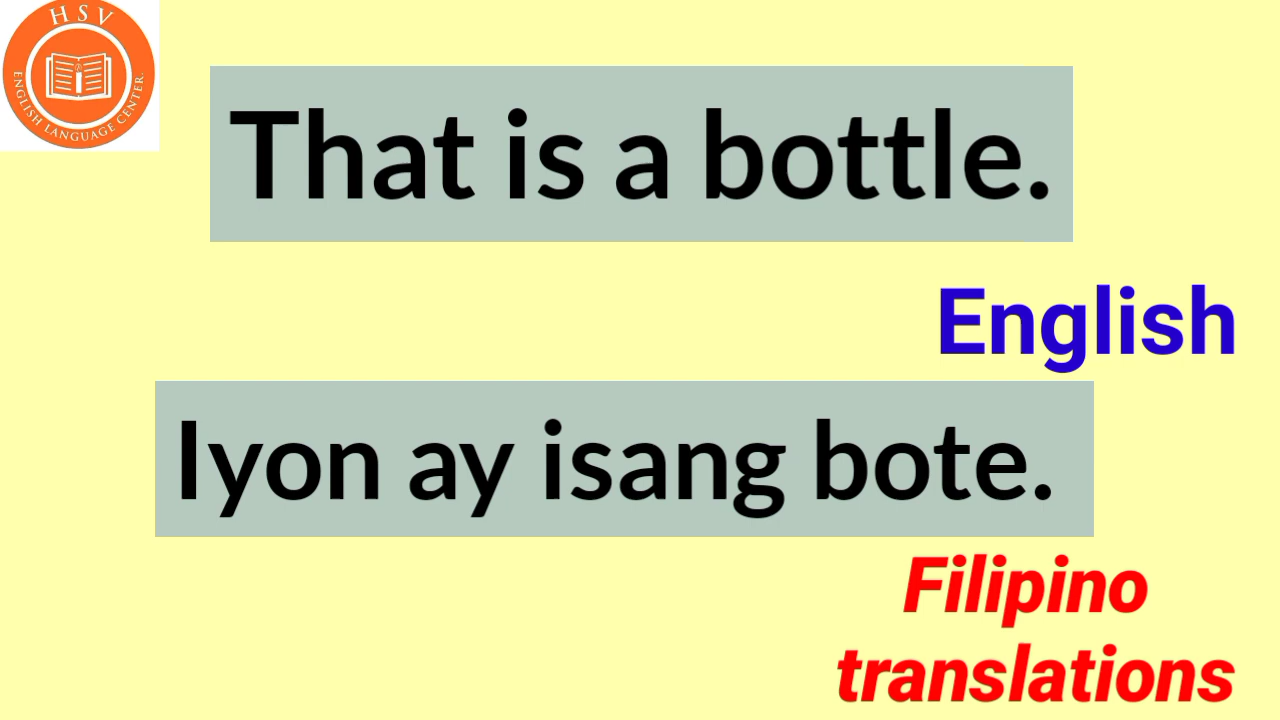 HSV
ENGLISH LANGUAGE CENTER.
That is a bottle.
English
Iyon ay isang bote.
Filipino
translations